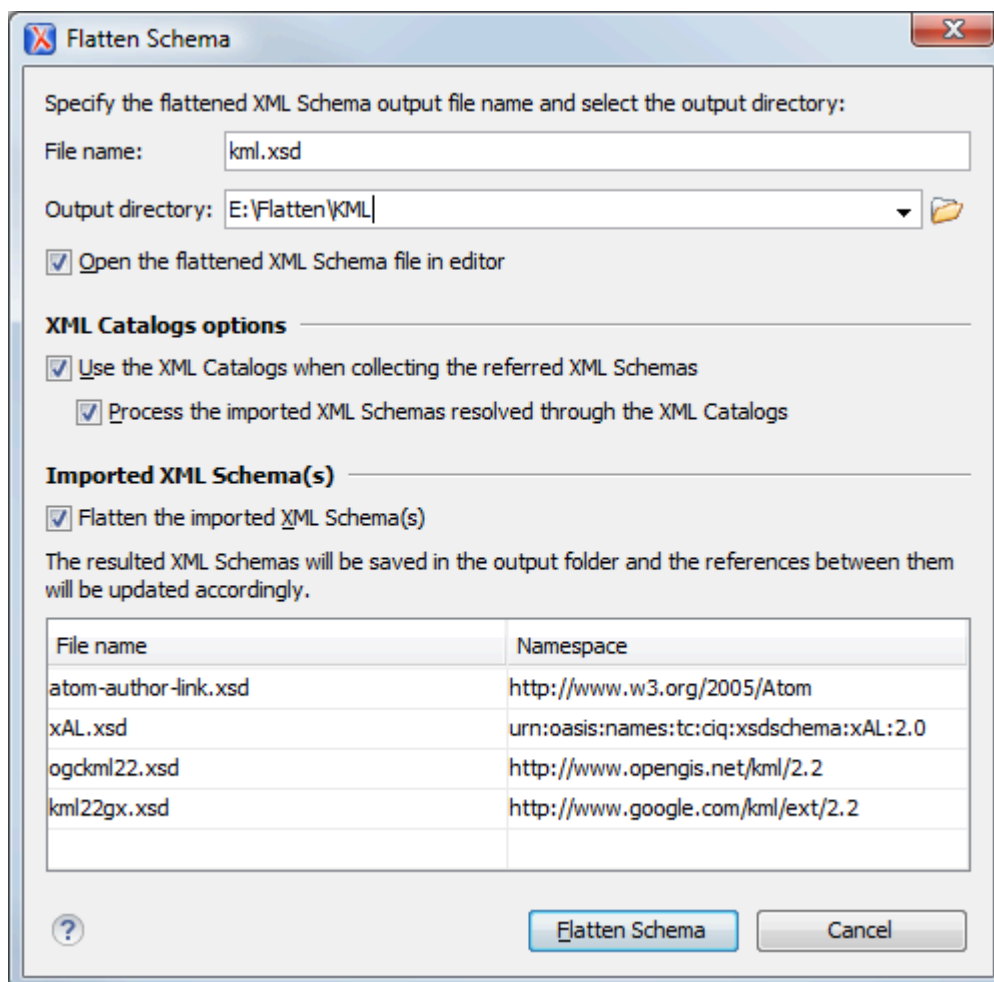 Flatten Schema
Specify the flattened XML Schema output file name and select the output directory:
File name: kml.xsd
Output directory: E:\Flatten\KML
Open the flattened XML Schema file in editor
XML Catalogs options
Use the XML Catalogs when collecting the referred XML Schemas
Process the imported XML Schemas resolved through the XML Catalogs
Imported XML Schema(s)
Flatten the imported XML Schema(s)
The resulted XML Schemas will be saved in the output folder and the references between them
will be updated accordingly.
File name Namespace
atom-author-link.xsd http://www.w3.org/2005/Atom
xAL.xsd urn:oasis:names:tc:ciq:xsdschema:xAL:2.0
ogckml22.xsd http://www.opengis.net/kml/2.2
kml22gx.xsd http://www.google.com/kml/ext/2.2
? Flatten Schema Cancel